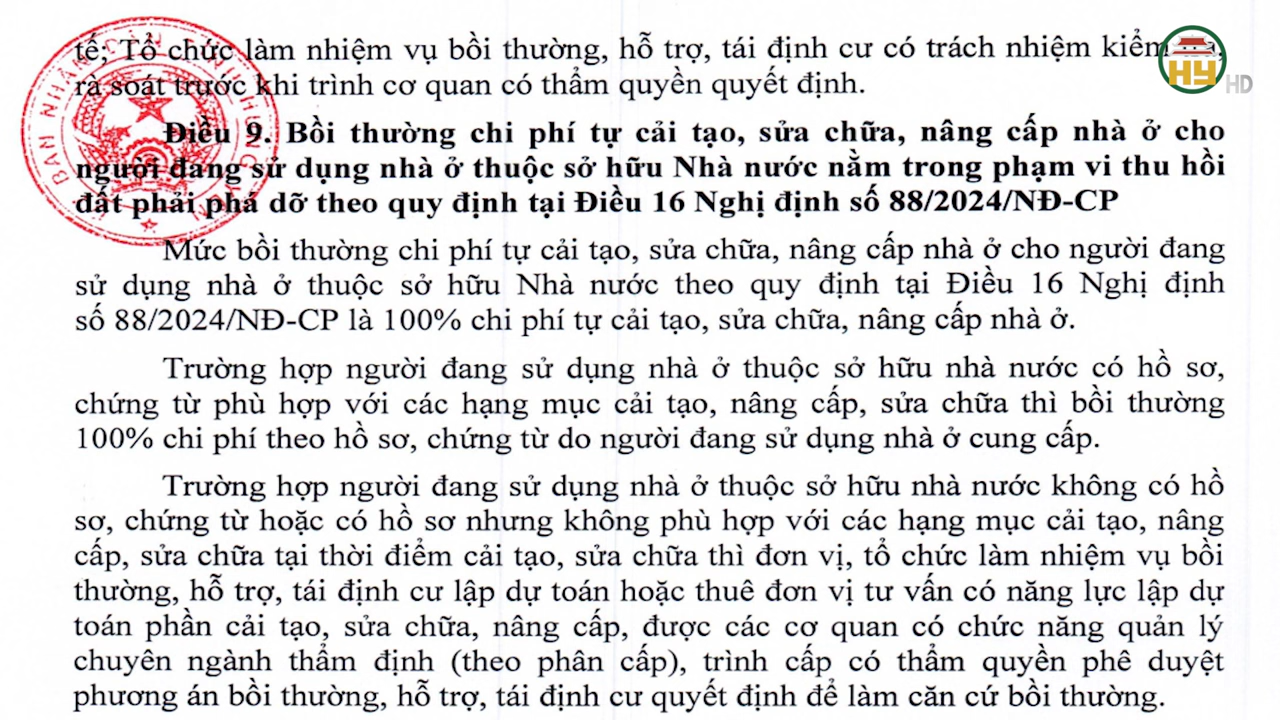 tế; Tổ chức làm nhiệm vụ bồi thường, hỗ trợ, tái định cư có trách nhiệm kiểm
rà soát trước khi trình cơ quan có thẩm quyền quyết định.
Điều 9. Bồi thường chi phí tự cải tạo, sửa chữa, nâng cấp nhà ở cho
người đang sử dụng nhà ở thuộc sở hữu Nhà nước nằm trong phạm vi thu hồi
đất phải phá dỡ theo quy định tại Điều 16 Nghị định số 88/2024/NĐ-CP
Mức bồi thường chi phí tự cải tạo, sửa chữa, nâng cấp nhà ở cho người đang
sử dụng nhà ở thuộc sở hữu Nhà nước theo quy định tại Điều 16 Nghị định
số 88/2024/NĐ-CP là 100% chi phí tự cải tạo, sửa chữa, nâng cấp nhà ở.
Trường hợp người đang sử dụng nhà ở thuộc sở hữu nhà nước có hồ sơ,
chứng từ phù hợp với các hạng mục cải tạo, nâng cấp, sửa chữa thì bồi thường
100% chi phí theo hồ sơ, chứng từ do người đang sử dụng nhà ở cung cấp.
Trường hợp người đang sử dụng nhà ở thuộc sở hữu nhà nước không có hồ
sơ, chứng từ hoặc có hồ sơ nhưng không phù hợp với các hạng mục cải tạo, nâng
cấp, sửa chữa tại thời điểm cải tạo, sửa chữa thì đơn vị, tổ chức làm nhiệm vụ bồi
thường, hỗ trợ, tái định cư lập dự toán hoặc thuê đơn vị tư vấn có năng lực lập dự
toán phần cải tạo, sửa chữa, nâng cấp, được các cơ quan có chức năng quản lý
chuyên ngành thẩm định (theo phân cấp), trình cấp có thẩm quyền phê duyệt
phương án bồi thường, hỗ trợ, tái định cư quyết định để làm căn cứ bồi thường.
BAN NHÂN DÂN
HY HD